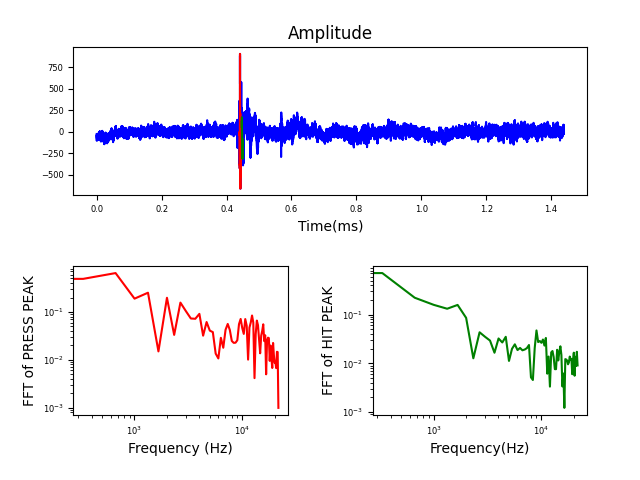 Amplitude
750
500
250
0
−250
−500
0.0 0.2 0.4 0.6 0.8 1.0 1.2 1.4
Time(ms)
FFT of PRESS PEAK
10⁻¹
10⁻²
10⁻³
10³ 10⁴
Frequency (Hz)
FFT of HIT PEAK
10⁻¹
10⁻²
10⁻³
10³ 10⁴
Frequency(Hz)